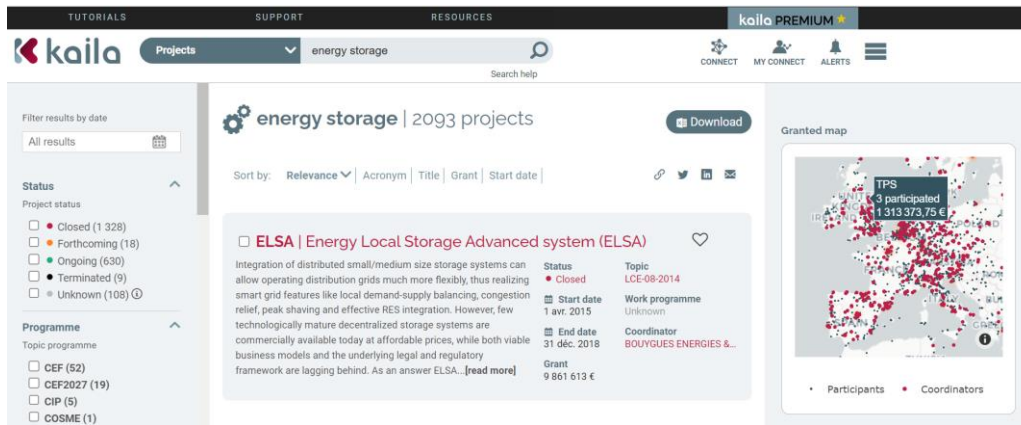 TUTORIALS SUPPORT RESOURCES kaila PREMIUM
kaila Projects energy storage CONNECT MY CONNECT ALERTS
Search help
Filter results by date
All results
Status
Project status
Closed (1 328)
Forthcoming (18)
Ongoing (630)
Terminated (9)
Unknown (108)
Programme
Topic programme
CEF (52)
CEF2027 (19)
CIP (5)
COSME (1)
energy storage | 2093 projects
Download
Sort by: Relevance | Acronym | Title | Grant | Start date |
ELSA | Energy Local Storage Advanced system (ELSA)
Integration of distributed small/medium size storage systems can
allow operating distribution grids much more flexibly, thus realizing
smart grid features like local demand-supply balancing, congestion
relief, peak shaving and effective RES integration. However, few
technologically mature decentralized storage systems are
commercially available today at affordable prices, while both viable
business models and the underlying legal and regulatory
framework are lagging behind. As an answer ELSA...[read more]
Status
Closed
Start date
1 avr. 2015
End date
31 déc. 2018
Grant
9 861 613 €
Topic
LCE-08-2014
Work programme
Unknown
Coordinator
BOUYGUES ENERGIES &...
Granted map
TPS
3 participated
1 313 373,75 €
FRANCE
SPAIN
Participants Coordinators